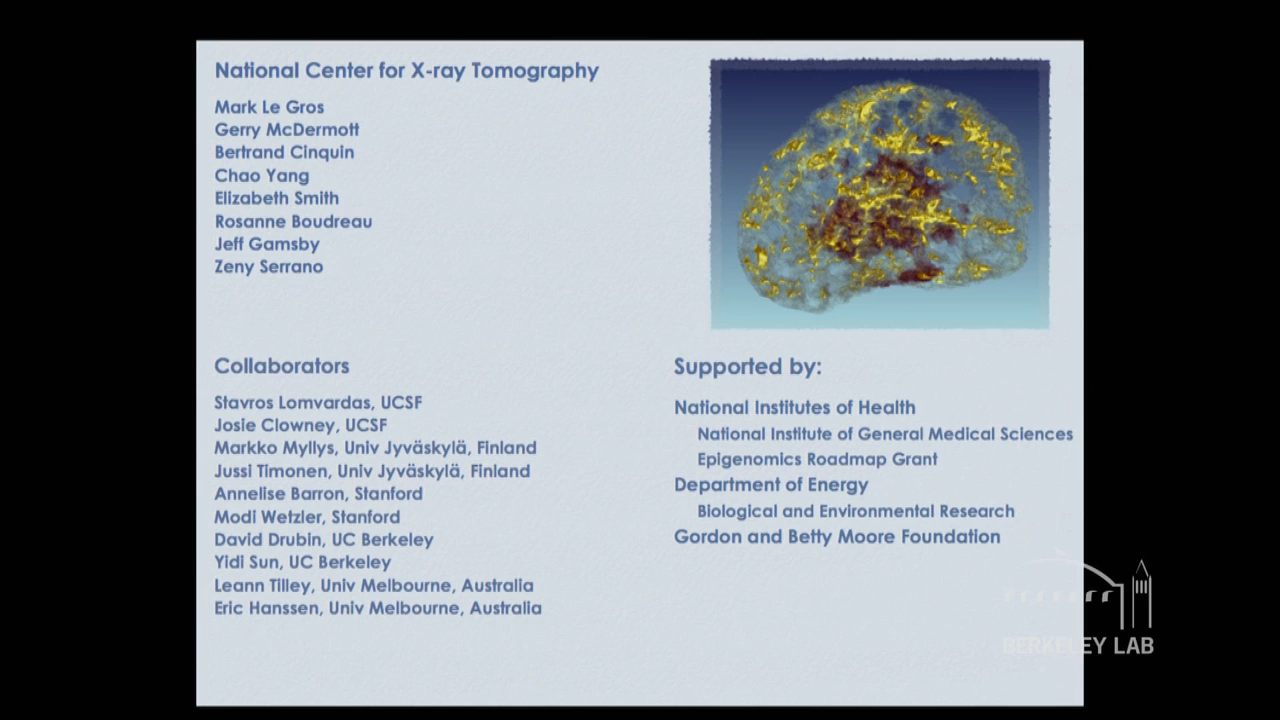 National Center for X-ray Tomography
Mark Le Gros
Gerry McDermott
Bertrand Cinquin
Chao Yang
Elizabeth Smith
Rosanne Boudreau
Jeff Gamsby
Zeny Serrano
Collaborators
Stavros Lomvardas, UCSF
Josie Clowney, UCSF
Markko Myllys, Univ Jyväskylä, Finland
Jussi Timonen, Univ Jyväskylä, Finland
Annelise Barron, Stanford
Modi Wetzler, Stanford
David Drubin, UC Berkeley
Yidi Sun, UC Berkeley
Leann Tilley, Univ Melbourne, Australia
Eric Hanssen, Univ Melbourne, Australia
Supported by:
National Institutes of Health
National Institute of General Medical Sciences
Epigenomics Roadmap Grant
Department of Energy
Biological and Environmental Research
Gordon and Betty Moore Foundation
BERKELEY LAB